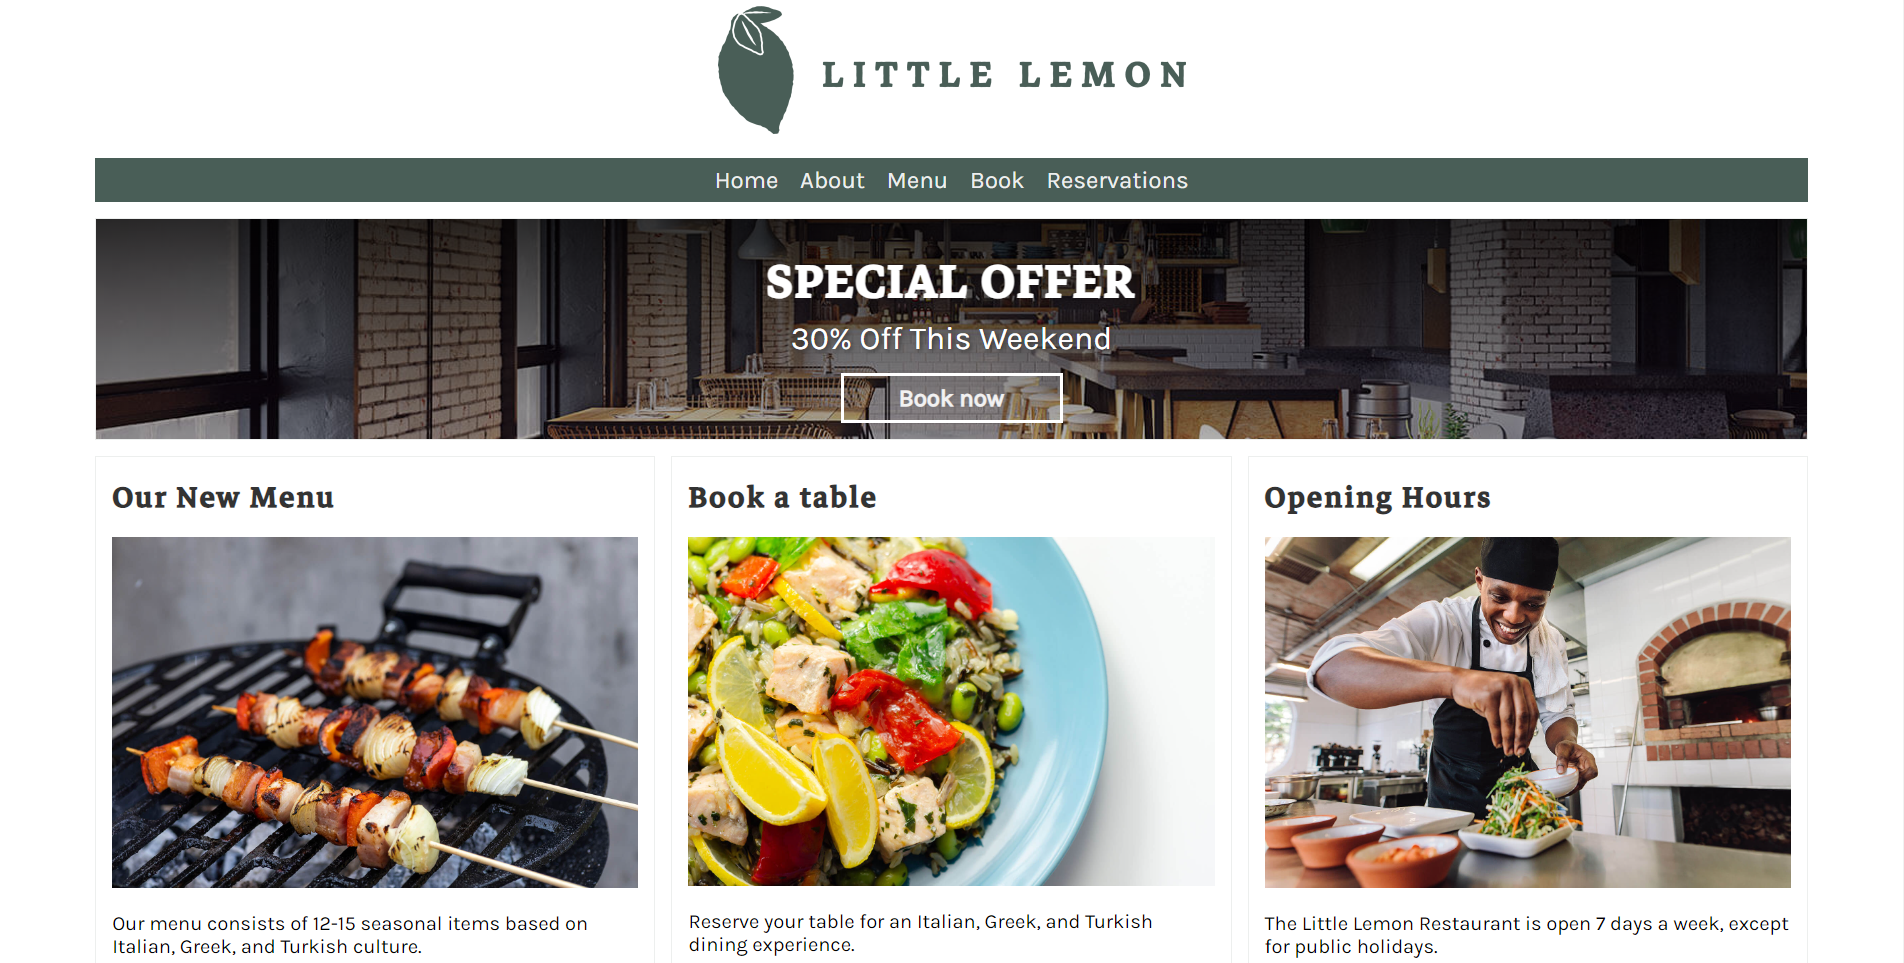 LITTLE LEMON
Home About Menu Book Reservations
SPECIAL OFFER
30% Off This Weekend
Book now
Our New Menu
Our menu consists of 12-15 seasonal items based on
Italian, Greek, and Turkish culture.
Book a table
Reserve your table for an Italian, Greek, and Turkish
dining experience.
Opening Hours
The Little Lemon Restaurant is open 7 days a week, except
for public holidays.